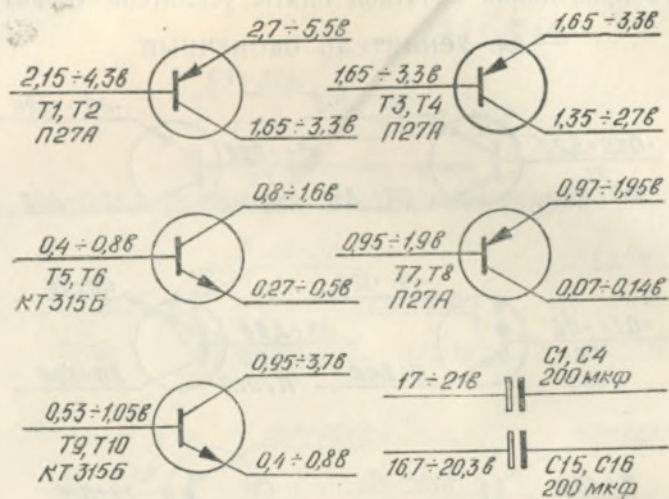 2,7÷5,5в
2,15÷4,3в
Т1, Т2
П27А
1,65÷3,3в
1,65÷3,3в
1,65÷3,3в
Т3, Т4
П27А
1,35÷2,7в
0,8÷1,6в
0,4÷0,8в
Т5, Т6
КТ315Б
0,27÷0,5в
0,97÷1,95в
0,95÷1,9в
Т7, Т8
П27А
0,07÷0,14в
0,95÷3,7в
0,53÷1,05в
Т9, Т10
КТ315Б
0,4÷0,8в
17÷21в
С1, С4
200 мкф
16,7÷20,3в
С15, С16
200 мкф